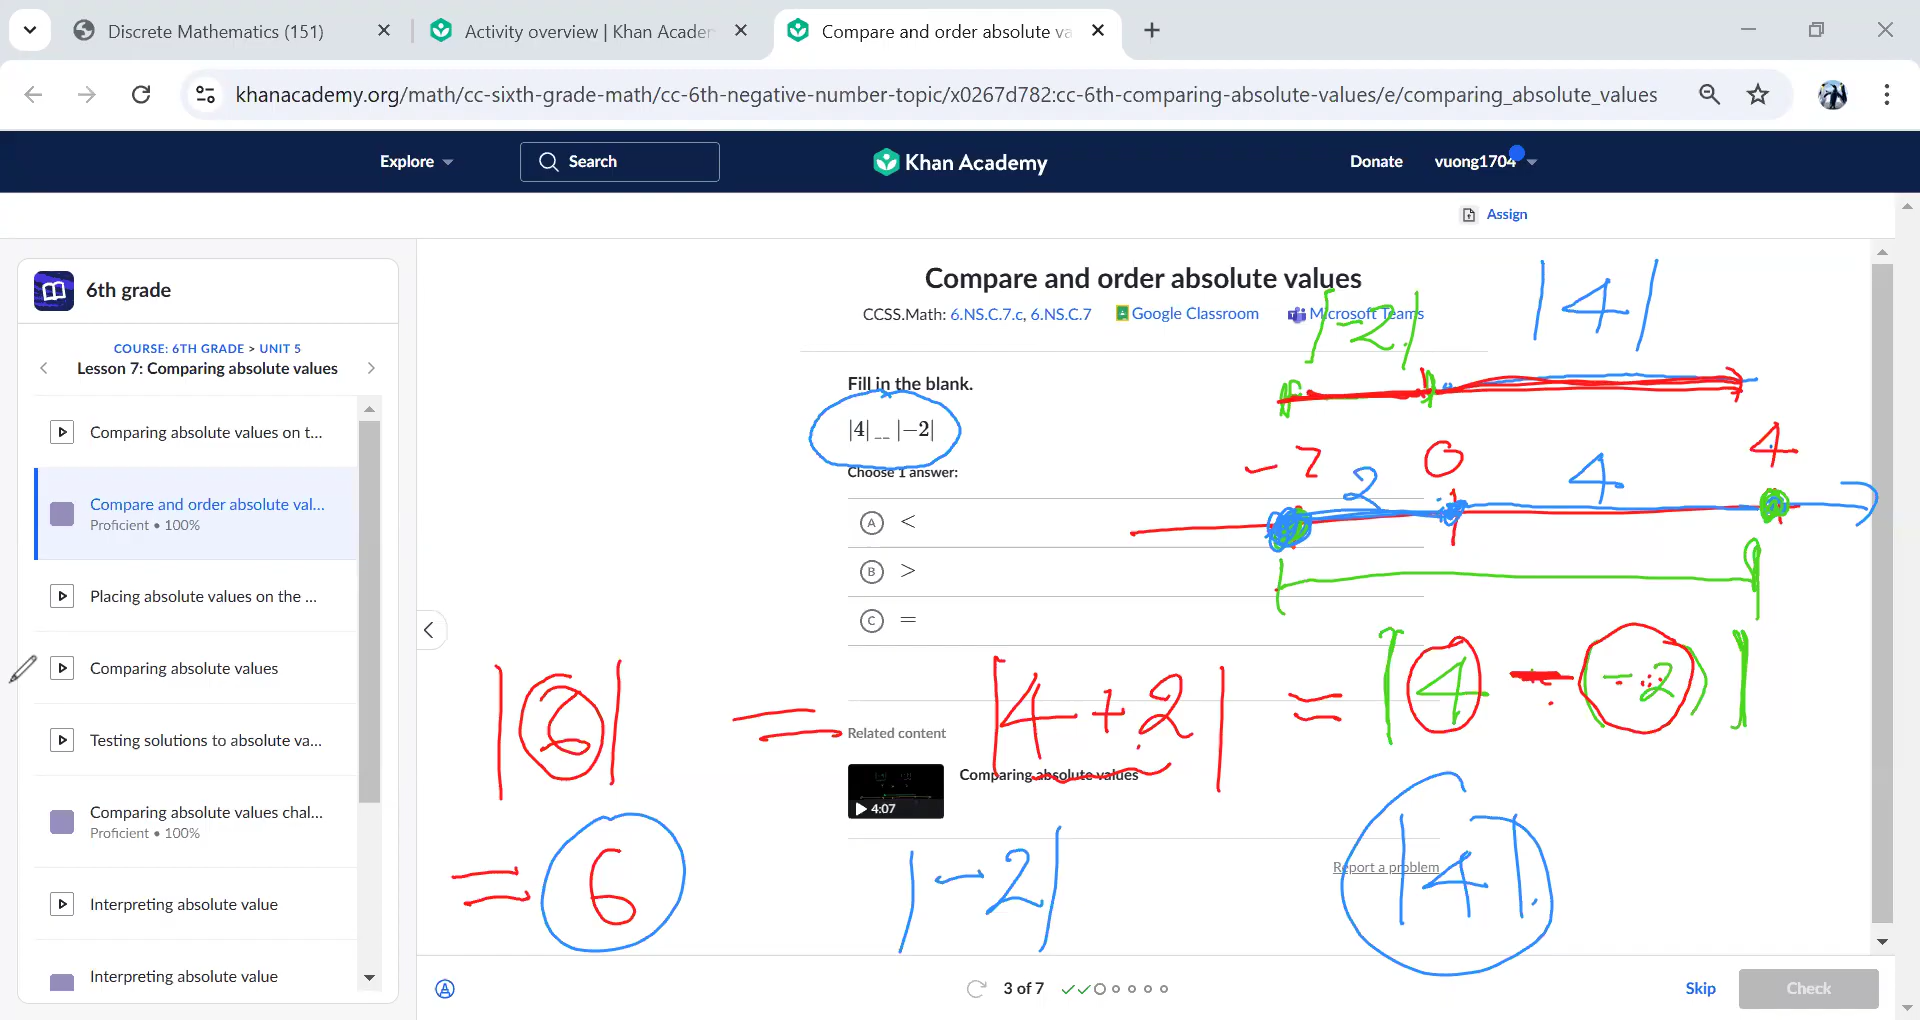 Discrete Mathematics (151)
Activity overview | Khan Acader
Compare and order absolute va
khanacademy.org/math/cc-sixth-grade-math/cc-6th-negative-number-topic/x0267d782:cc-6th-comparing-absolute-values/e/comparing_absolute_values
Explore
Search
Khan Academy
Donate
vuong1704
Assign
6th grade
COURSE: 6TH GRADE > UNIT 5
Lesson 7: Comparing absolute values
Comparing absolute values on t...
Compare and order absolute val...
Proficient • 100%
Placing absolute values on the ...
Comparing absolute values
Testing solutions to absolute va...
Comparing absolute values chal...
Proficient • 100%
Interpreting absolute value
Interpreting absolute value
Compare and order absolute values
CCSS.Math: 6.NS.C.7.c, 6.NS.C.7
Google Classroom
Microsoft Teams
|-2|
|4|
Fill in the blank.
|4| __ |−2|
Choose 1 answer:
A <
B >
C =
-2 0 4
2 4
|6| = |4+2| = |4 - (-2)|
Related content
4:07
Comparing absolute values
= 6
|-2|
|4|
Report a problem
3 of 7
Skip
Check